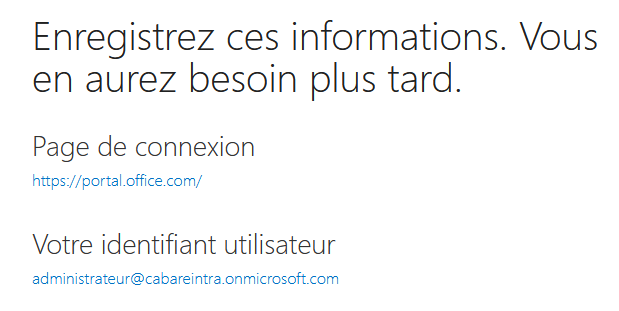 Enregistrez ces informations. Vous
en aurez besoin plus tard.
Page de connexion
https://portal.office.com/
Votre identifiant utilisateur
administrateur@cabareintra.onmicrosoft.com